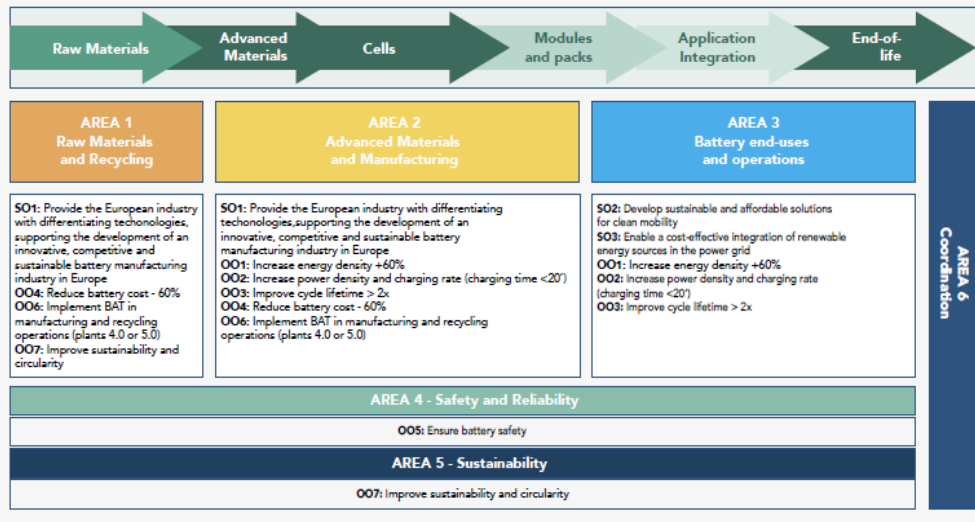 Raw Materials
Advanced
Materials
Cells
Modules
and packs
Application
Integration
End-of-
life
AREA 1
Raw Materials
and Recycling
AREA 2
Advanced Materials
and Manufacturing
AREA 3
Battery end-uses
and operations
SO1: Provide the European industry
with differentiating techonologies,
supporting the development of an
innovative, competitive and
sustainable battery manufacturing
industry in Europe
OO4: Reduce battery cost - 60%
OO6: Implement BAT in
manufacturing and recycling
operations (plants 4.0 or 5.0)
OO7: Improve sustainability and
circularity
SO1: Provide the European industry with differentiating
techonologies,supporting the development of an
innovative, competitive and sustainable battery
manufacturing industry in Europe
OO1: Increase energy density +60%
OO2: Increase power density and charging rate (charging time <20')
OO3: Improve cycle lifetime > 2x
OO4: Reduce battery cost - 60%
OO6: Implement BAT in manufacturing and recycling
operations (plants 4.0 or 5.0)
SO2: Develop sustainable and affordable solutions
for clean mobility
SO3: Enable a cost-effective integration of renewable
energy sources in the power grid
OO1: Increase energy density +60%
OO2: Increase power density and charging rate
(charging time <20')
OO3: Improve cycle lifetime > 2x
AREA 4 - Safety and Reliability
OO5: Ensure battery safety
AREA 5 - Sustainability
OO7: Improve sustainability and circularity
AREA 6
Coordination